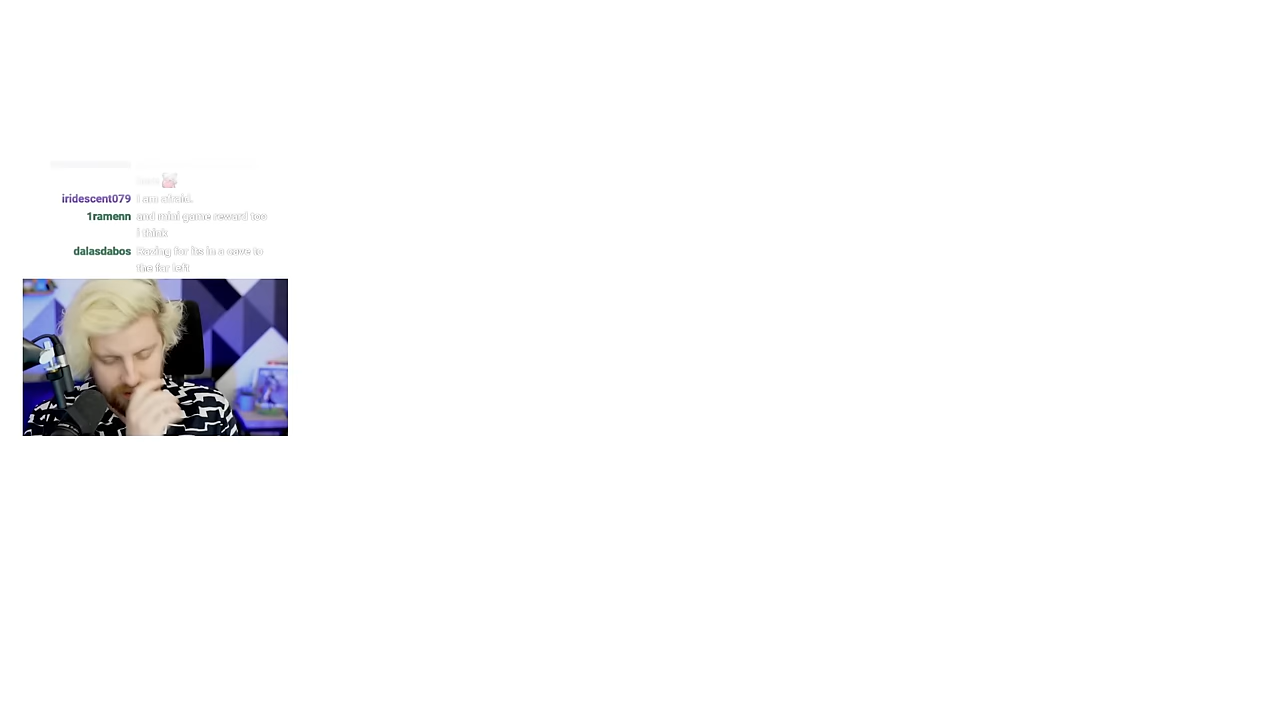 iridescent079 I am afraid.
1ramenn and mini game reward too
i think
dalasdabos Racing for its in a cave to
the far left